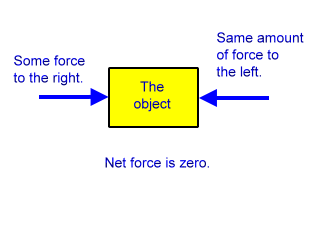 Some force
to the right.
Same amount
of force to
the left.
The
object
Net force is zero.